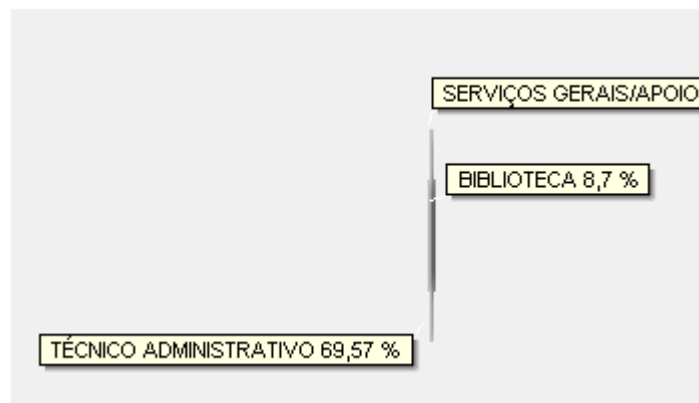 SERVIÇOS GERAIS/APOIO
BIBLIOTECA 8,7 %
TÉCNICO ADMINISTRATIVO 69,57 %